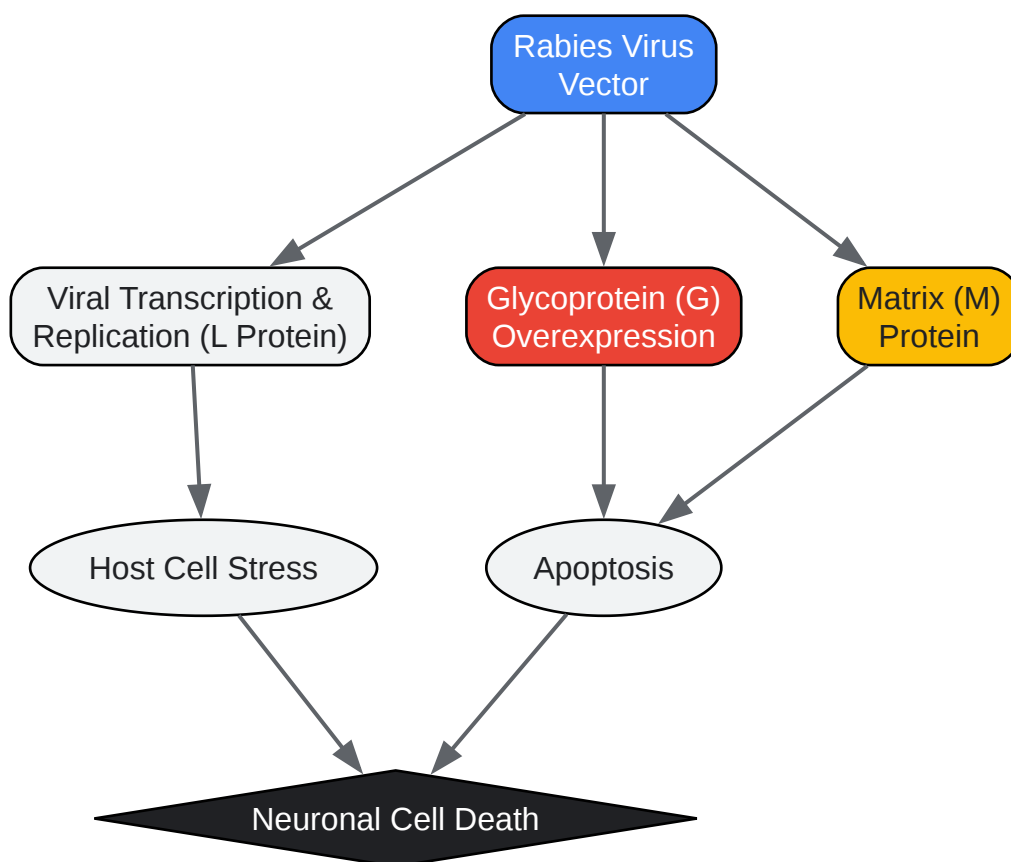 Rabies Virus
Vector
Viral Transcription &
Replication (L Protein)
Glycoprotein (G)
Overexpression
Matrix (M)
Protein
Host Cell Stress
Apoptosis
Neuronal Cell Death